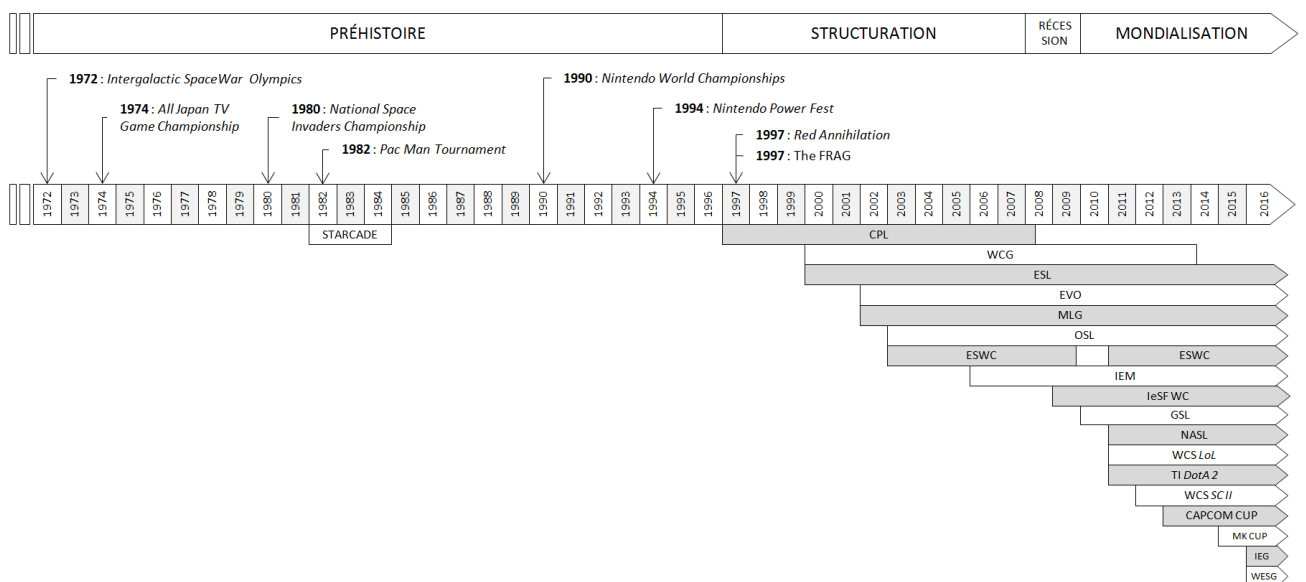 PRÉHISTOIRE
STRUCTURATION
RÉCES
SION
MONDIALISATION
1972 : Intergalactic SpaceWar Olympics
1990 : Nintendo World Championships
1974 : All Japan TV
Game Championship
1980 : National Space
Invaders Championship
1994 : Nintendo Power Fest
1982 : Pac Man Tournament
1997 : Red Annihilation
1997 : The FRAG
1972 1973 1974 1975 1976 1977 1978 1979 1980 1981 1982 1983 1984 1985 1986 1987 1988 1989 1990 1991 1992 1993 1994 1995 1996 1997 1998 1999 2000 2001 2002 2003 2004 2005 2006 2007 2008 2009 2010 2011 2012 2013 2014 2015 2016
STARCADE
CPL
WCG
ESL
EVO
MLG
OSL
ESWC
ESWC
IEM
IeSF WC
GSL
NASL
WCS LoL
TI DotA 2
WCS SC II
CAPCOM CUP
MK CUP
IEG
WESG